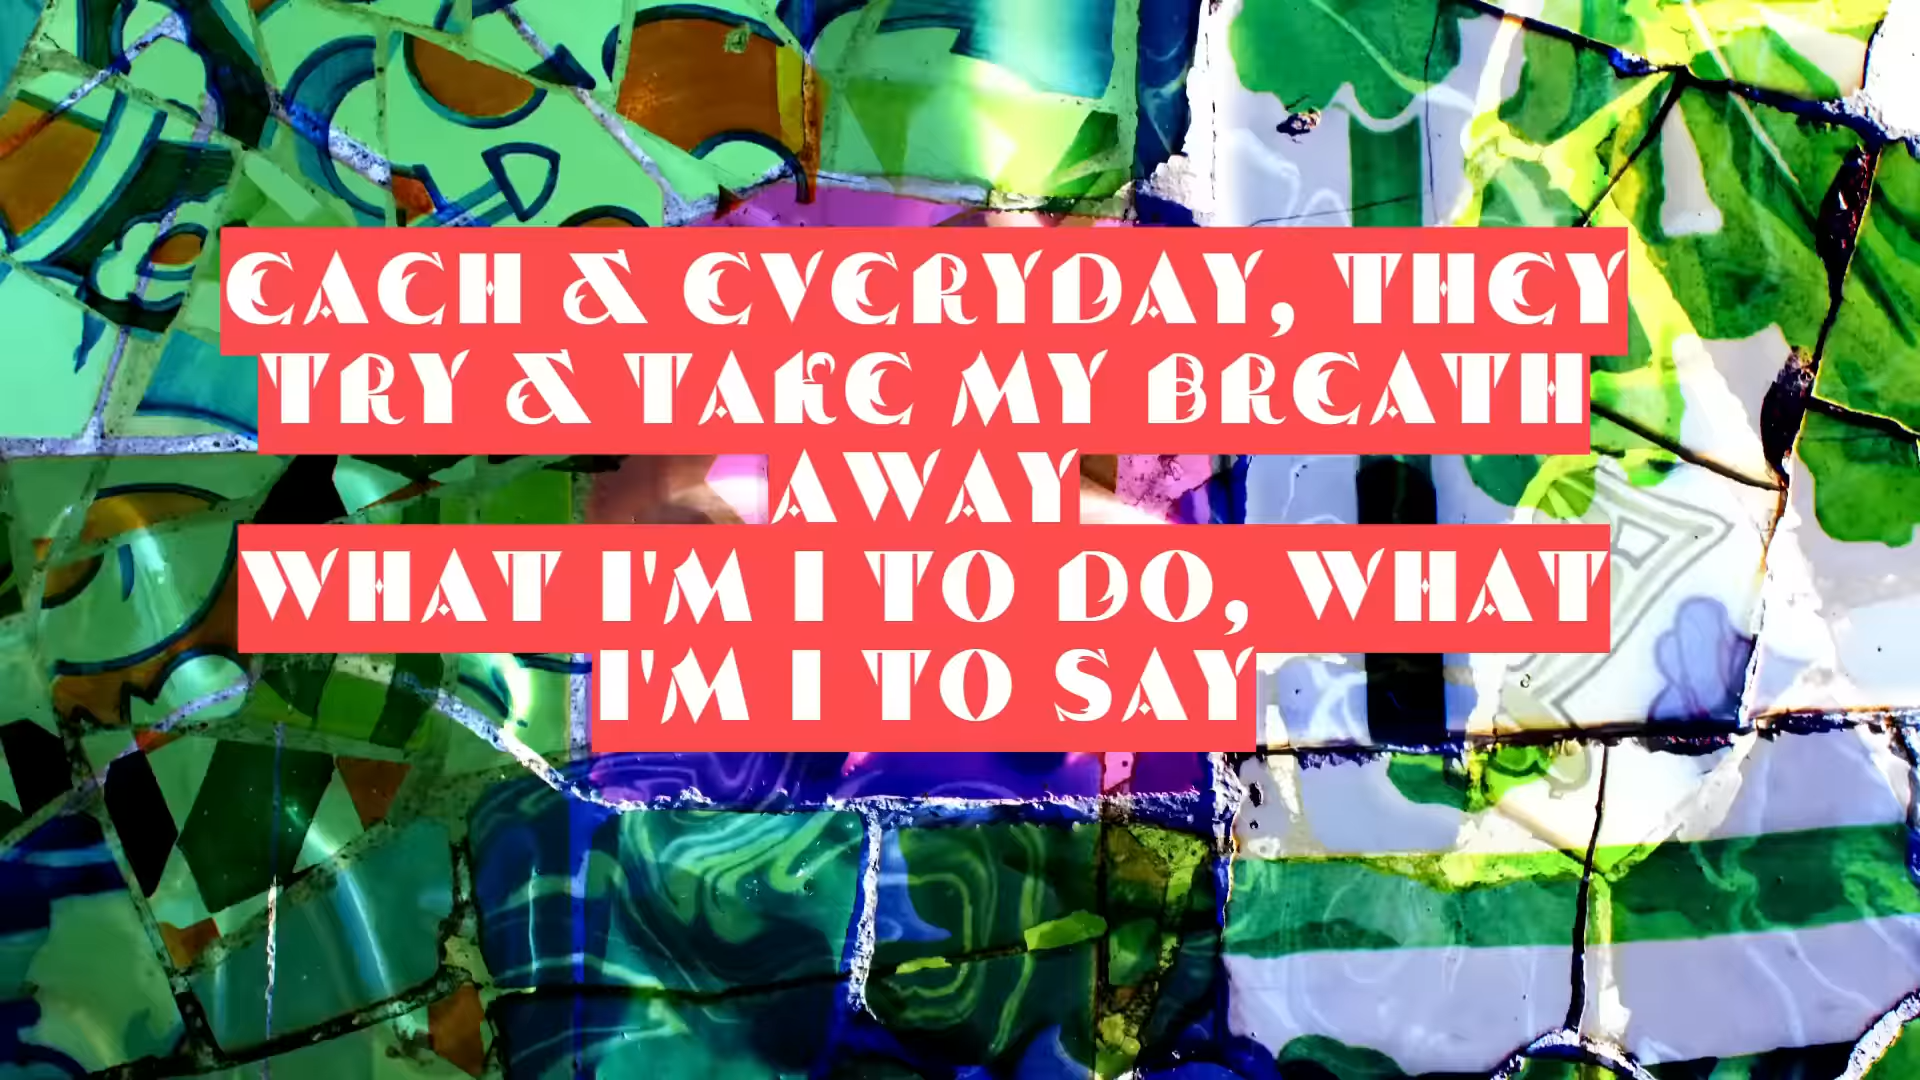 EACH & EVERYDAY, THEY
TRY & TAKE MY BREATH
AWAY
WHAT I'M I TO DO, WHAT
I'M I TO SAY